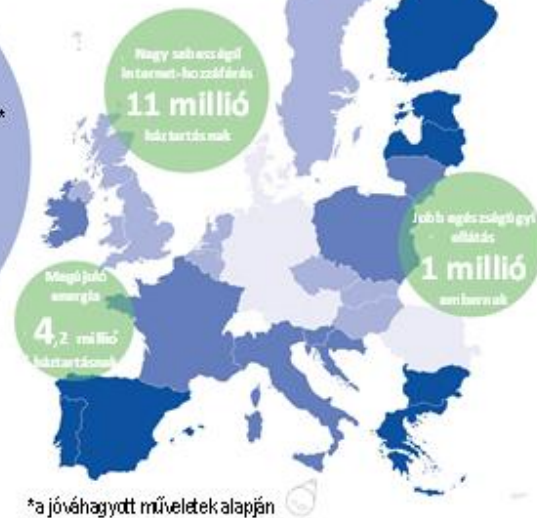 Nagy sebességű
Internet-hozzáférés
11 millió
háztartásnak
*
Jobb egészségügyi
ellátás
1 millió
embernek
Megújuló
energia
4,2 millió
háztartásnak
*a jóváhagyott műveletek alapján